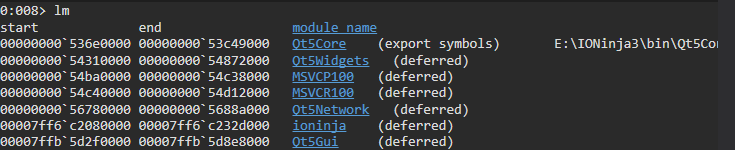 0:008> lm
start end module name
00000000`536e0000 00000000`53c49000 Qt5Core (export symbols) E:\IONinja3\bin\Qt5Cor
00000000`54310000 00000000`54872000 Qt5Widgets (deferred)
00000000`54ba0000 00000000`54c38000 MSVCP100 (deferred)
00000000`54c40000 00000000`54d12000 MSVCR100 (deferred)
00000000`56780000 00000000`5688a000 Qt5Network (deferred)
00007ff6`c2080000 00007ff6`c232d000 ioninja (deferred)
00007ffb`5d2f0000 00007ffb`5d8e8000 Qt5Gui (deferred)